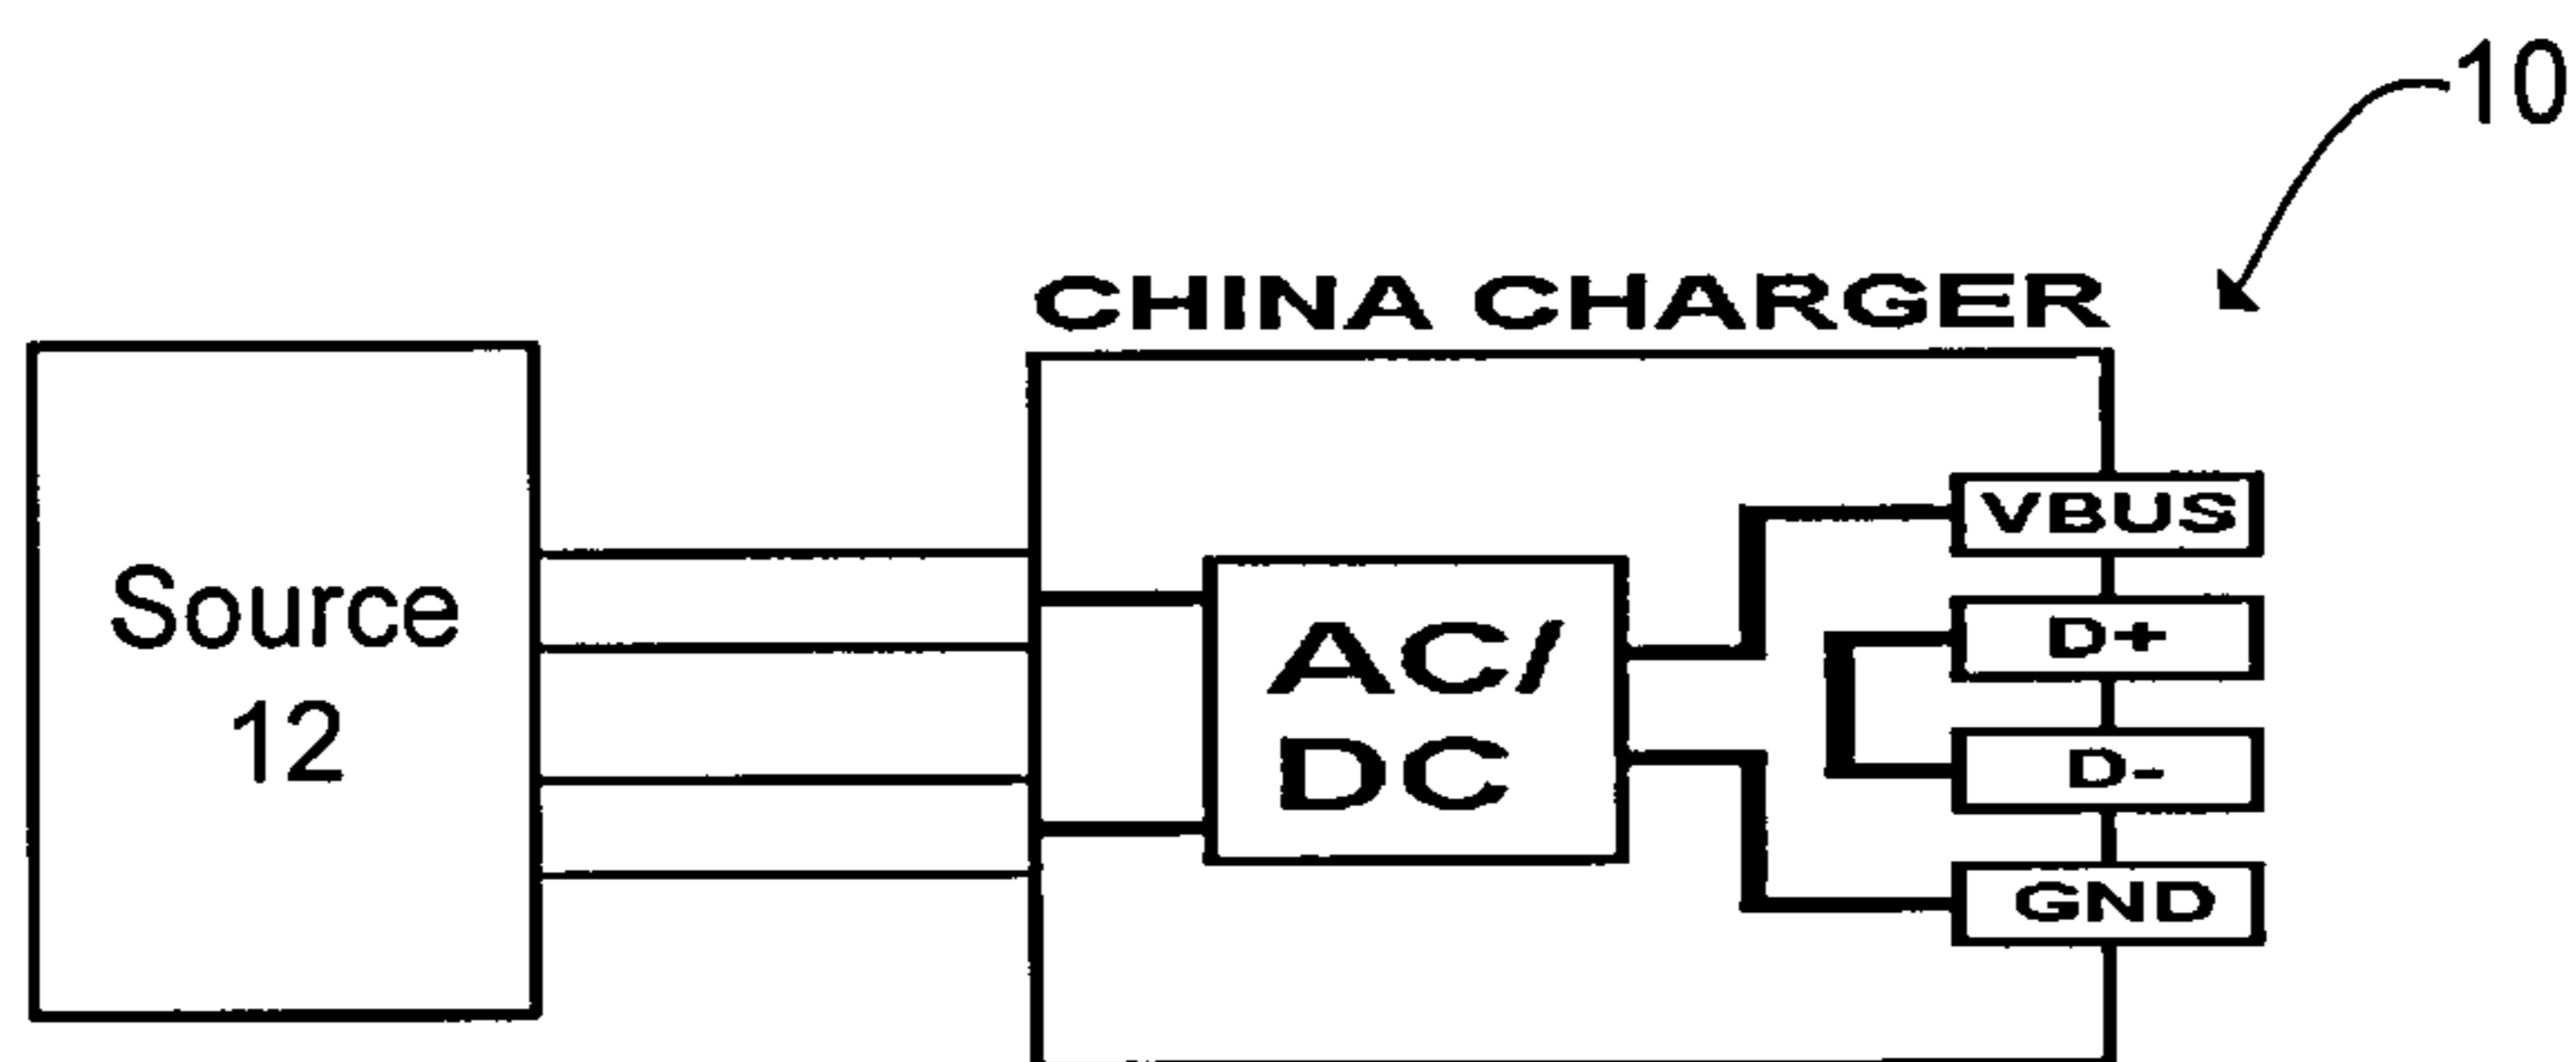 10
CHINA CHARGER
Source
12
AC/
DC
VBUS
D+
D-
GND